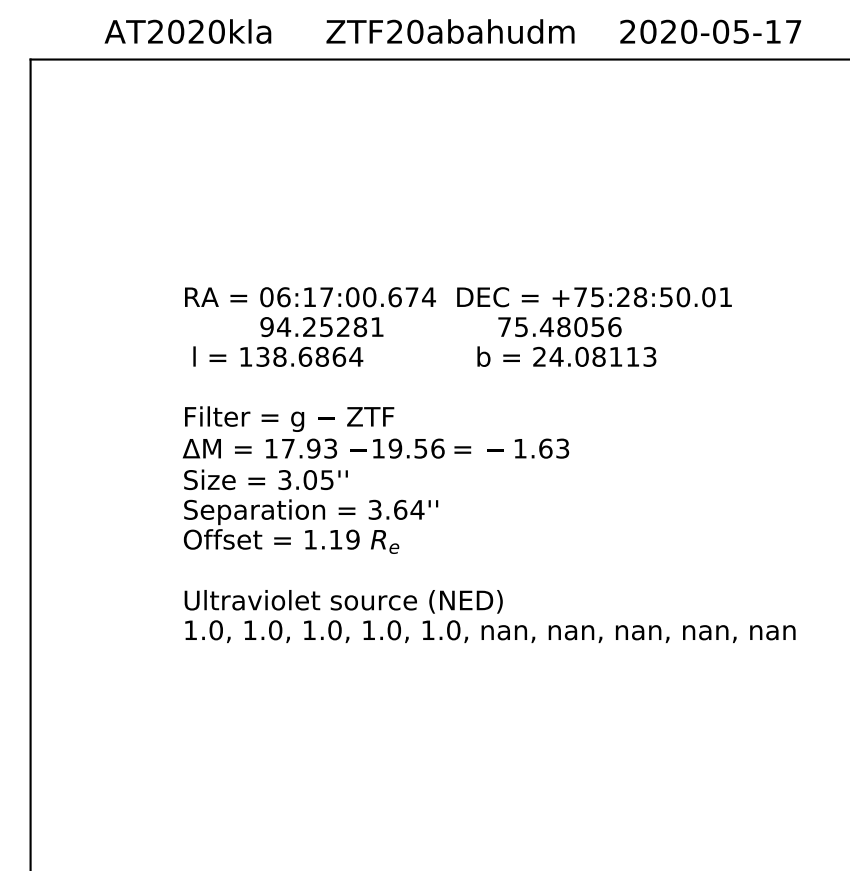 AT2020kla ZTF20abahudm 2020-05-17
RA = 06:17:00.674 DEC = +75:28:50.01
94.25281 75.48056
l = 138.6864 b = 24.08113
Filter = g − ZTF
ΔM = 17.93 −19.56 = − 1.63
Size = 3.05''
Separation = 3.64''
Offset = 1.19 Re
Ultraviolet source (NED)
1.0, 1.0, 1.0, 1.0, 1.0, nan, nan, nan, nan, nan